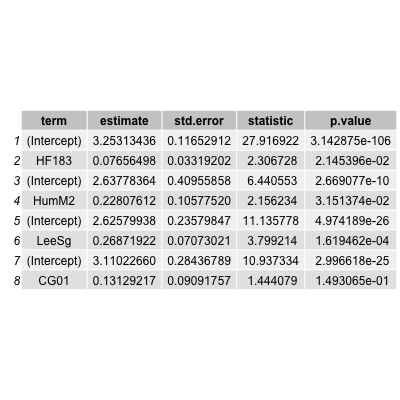 term estimate std.error statistic p.value
1 (Intercept) 3.25313436 0.11652912 27.916922 3.142875e-106
2 HF183 0.07656498 0.03319202 2.306728 2.145396e-02
3 (Intercept) 2.63778364 0.40955858 6.440553 2.669077e-10
4 HumM2 0.22807612 0.10577520 2.156234 3.151374e-02
5 (Intercept) 2.62579938 0.23579847 11.135778 4.974189e-26
6 LeeSg 0.26871922 0.07073021 3.799214 1.619462e-04
7 (Intercept) 3.11022660 0.28436789 10.937334 2.996618e-25
8 CG01 0.13129217 0.09091757 1.444079 1.493065e-01